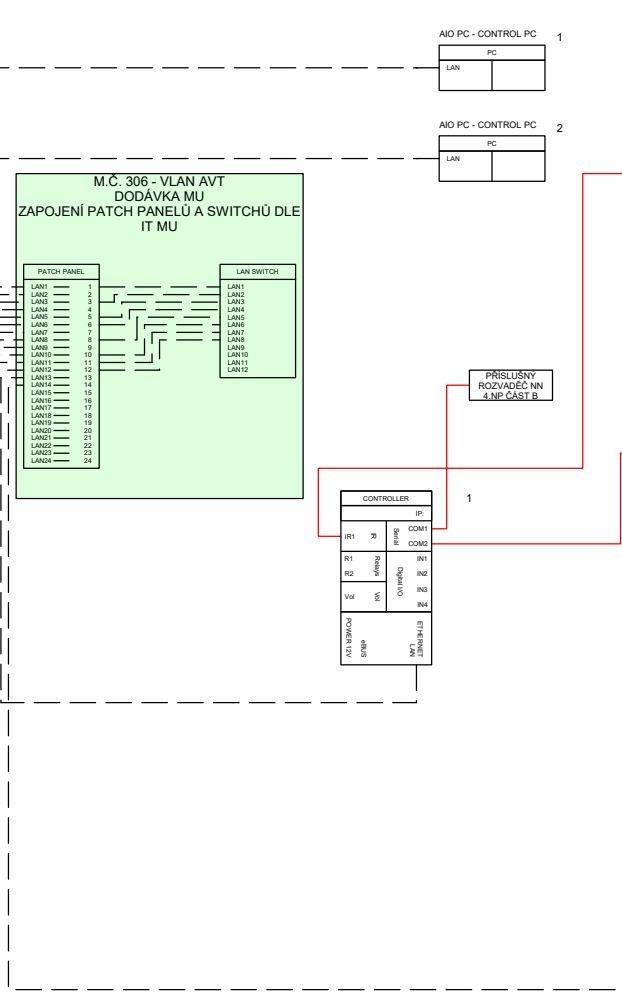 AIO PC - CONTROL PC 1
PC
LAN
AIO PC - CONTROL PC 2
PC
LAN
M.Č. 306 - VLAN AVT
DODÁVKA MU
ZAPOJENÍ PATCH PANELŮ A SWITCHŮ DLE
IT MU
PATCH PANEL
LAN1 1
LAN2 2
LAN3 3
LAN4 4
LAN5 5
LAN6 6
LAN7 7
LAN8 8
LAN9 9
LAN10 10
LAN11 11
LAN12 12
LAN13 13
LAN14 14
LAN15 15
LAN16 16
LAN17 17
LAN18 18
LAN19 19
LAN20 20
LAN21 21
LAN22 22
LAN23 23
LAN24 24
LAN SWITCH
LAN1
LAN2
LAN3
LAN4
LAN5
LAN6
LAN7
LAN8
LAN9
LAN10
LAN11
LAN12
PŘÍSLUŠNÝ
ROZVADĚČ NN
4.NP ČÁST B
CONTROLLER 1
IP:
IR1 IR Serial COM1
COM2
R1 Relays Digital I/O IN1
R2 IN2
Vol Vol IN3
IN4
POWER 12V
eBUS
ETHERNET
LAN